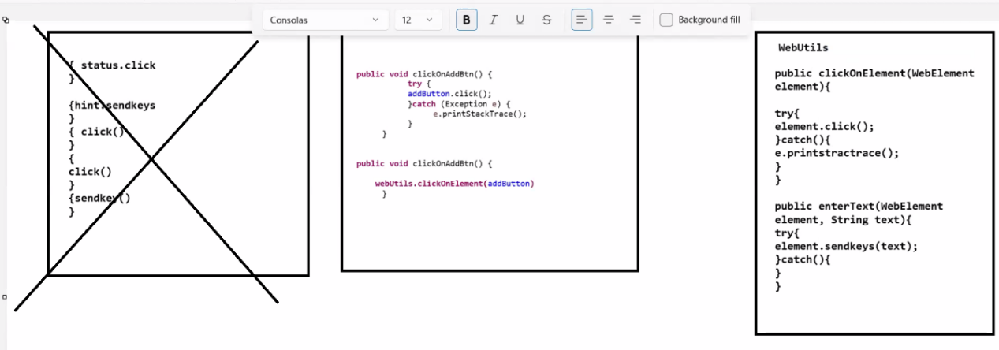 Consolas 12 B I U S Background fill
{ status.click
}
{hint.sendkeys
}
{ click()
}
{
click()
}
{sendkey()
}
public void clickOnAddBtn() {
try {
addButton.click();
}catch (Exception e) {
e.printStackTrace();
}
}
public void clickOnAddBtn() {
webUtils.clickOnElement(addButton)
}
WebUtils
public clickOnElement(WebElement
element){
try{
element.click();
}catch(){
e.printstractrace();
}
}
public enterText(WebElement
element, String text){
try{
element.sendkeys(text);
}catch(){
}
}